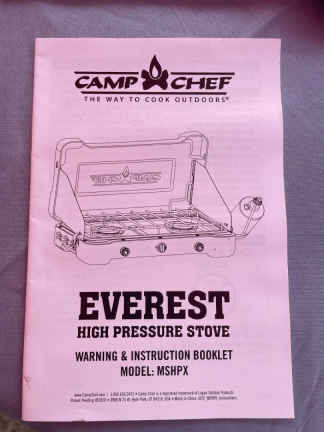 CAMP CHEF
THE WAY TO COOK OUTDOORS®
EVEREST
HIGH PRESSURE STOVE
WARNING & INSTRUCTION BOOKLET
MODEL: MSHPX